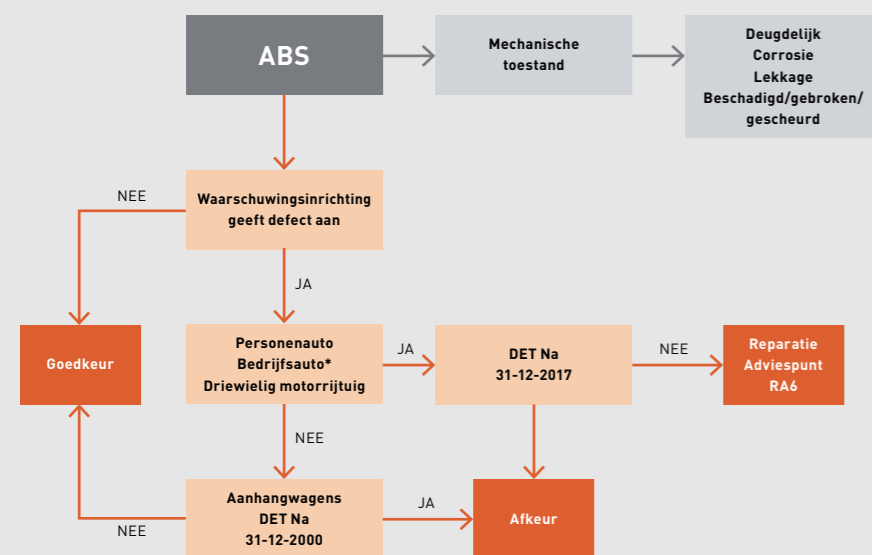 ABS
Mechanische
toestand
Deugdelijk
Corrosie
Lekkage
Beschadigd/gebroken/
gescheurd
NEE
Waarschuwingsinrichting
geeft defect aan
JA
Goedkeur
Personenauto
Bedrijfsauto*
Driewielig motorrijtuig
JA
DET Na
31-12-2017
NEE
Reparatie
Adviespunt
RA6
NEE
NEE
Aanhangwagens
DET Na
31-12-2000
JA
Afkeur